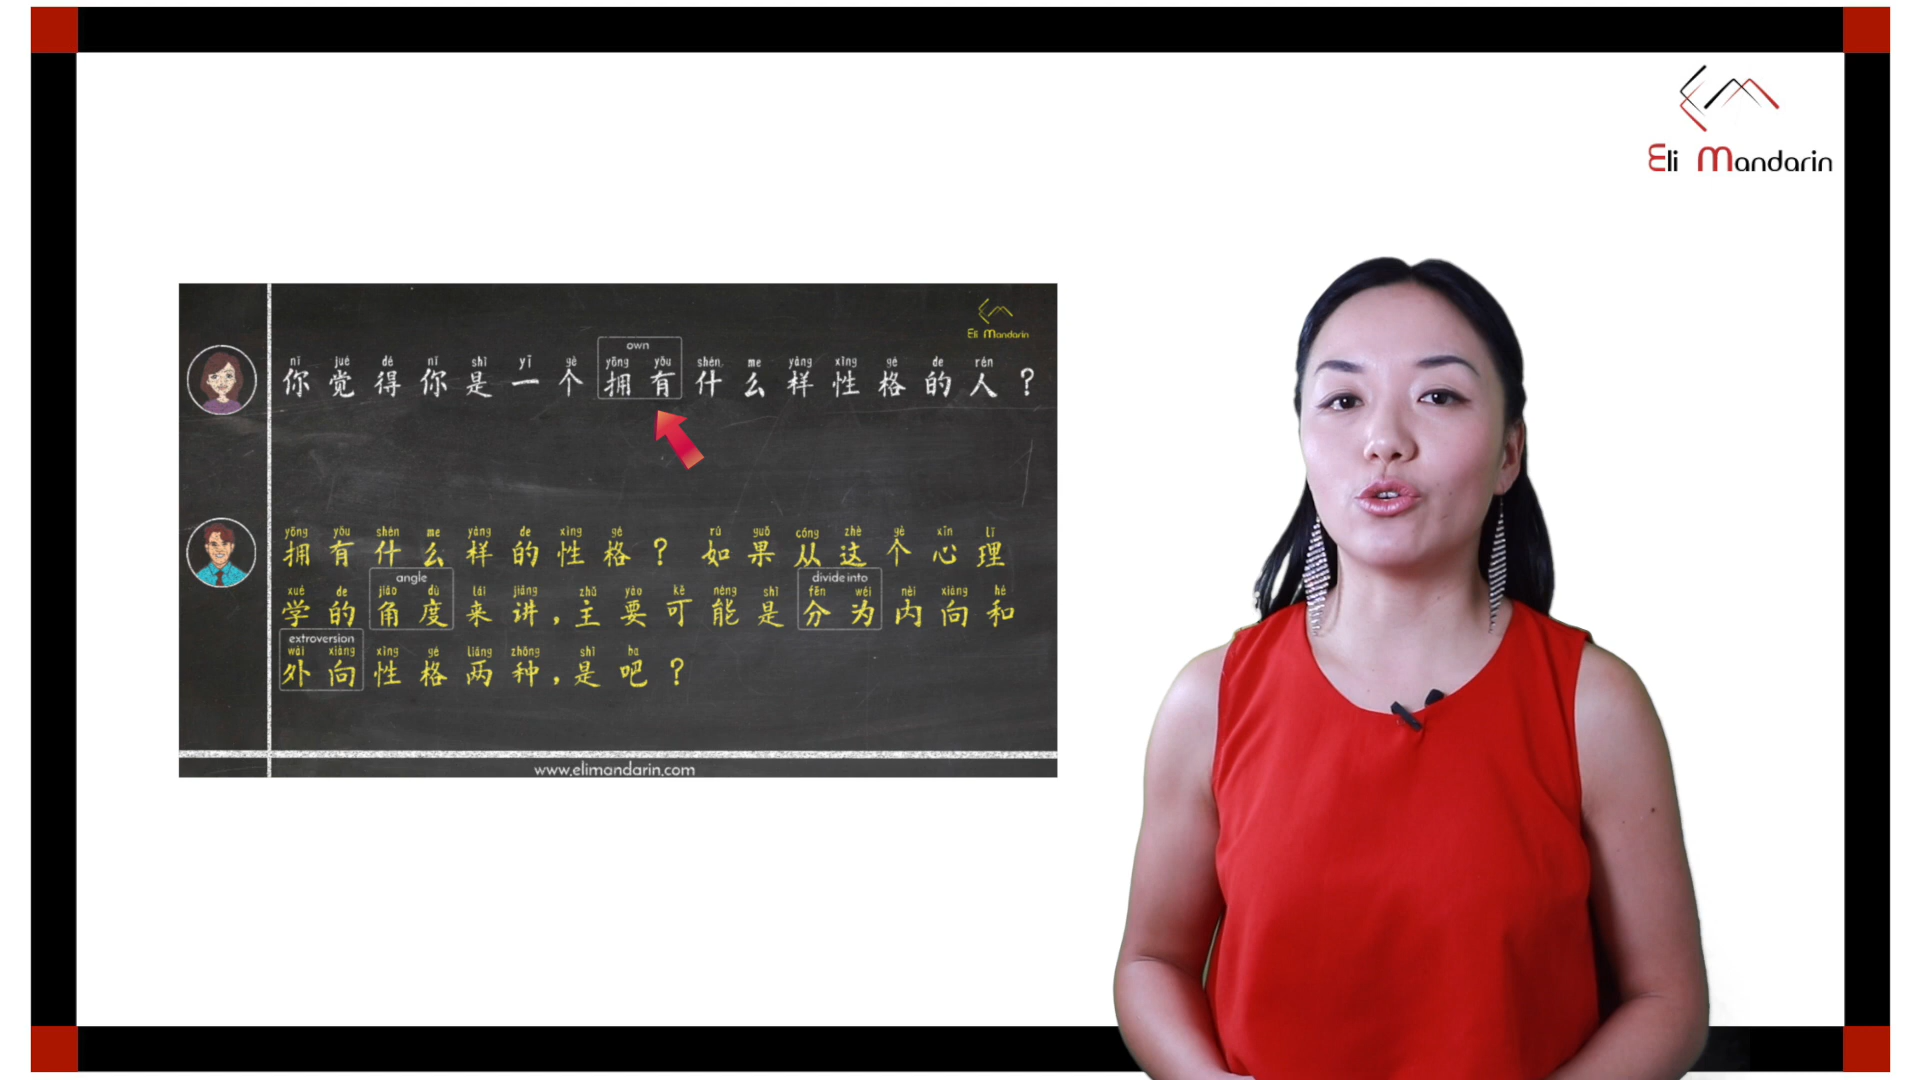 Eli Mandarin
Eli Mandarin
own
nǐ jué dé nǐ shì yī gè yōng yǒu shén me yàng xìng gé de rén
你觉得你是一个拥有什么样性格的人？
yōng yǒu shén me yàng de xìng gé rú guǒ cóng zhè gè xīn lǐ
拥有什么样的性格？如果从这个心理
angle divide into
xué de jiǎo dù lái jiǎng zhǔ yào kě néng shì fēn wéi nèi xiàng hé
学的角度来讲，主要可能是分为内向和
extroversion
wài xiàng xìng gé liǎng zhǒng shì ba
外向性格两种，是吧？
www.elimandarin.com